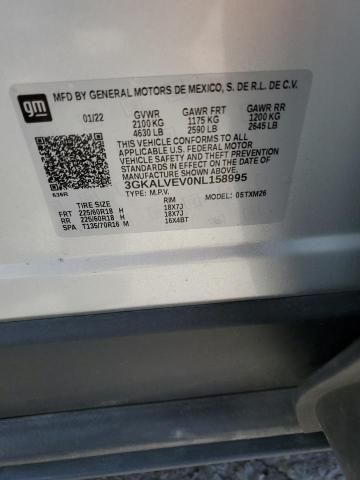 gm MFD BY GENERAL MOTORS DE MEXICO, S. DE R.L. DE C.V.
01/22 GVWR GAWR FRT GAWR RR
2100 KG 1175 KG 1200 KG
4630 LB 2590 LB 2645 LB
THIS VEHICLE CONFORMS TO ALL APPLICABLE U.S.
FEDERAL MOTOR VEHICLE SAFETY, BUMPER, AND
THEFT PREVENTION STANDARDS IN EFFECT ON THE
DATE OF MANUFACTURE SHOWN ABOVE.
3GKALVEV0NL158995
636R TYPE: M.P.V. MODEL: 05TXM26
TIRE SIZE RIM
FRT 225/60R18 H 18X7J
RR 225/60R18 H 18X7J
SPA T135/70R16 M 16X4BT